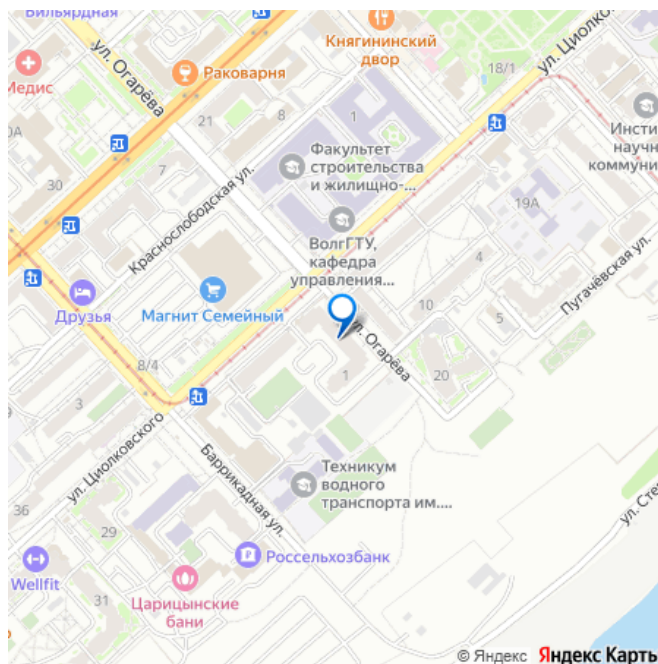 Бильярдная
Княгининский
двор
18/1
ул. Циолко
ул. Огарёва
Раковарня
Медис
21
8
1
Инсти
научн
коммуни
0А
7
Факультет
строительства
и жилищно-...
30
Краснослободская ул.
19А
ВолгГТУ,
кафедра
управления...
4
Пугачёвская ул.
Друзья
Магнит Семейный
10
5
ул. Огарёва
8/4
20
3
1
ул. Циолковского
Баррикадная ул.
Техникум
водного
транспорта им. ...
36
29
ул. Сте
Россельхозбанк
Wellfit
31
Царицынские
бани
© Яндекс Яндекс Карты